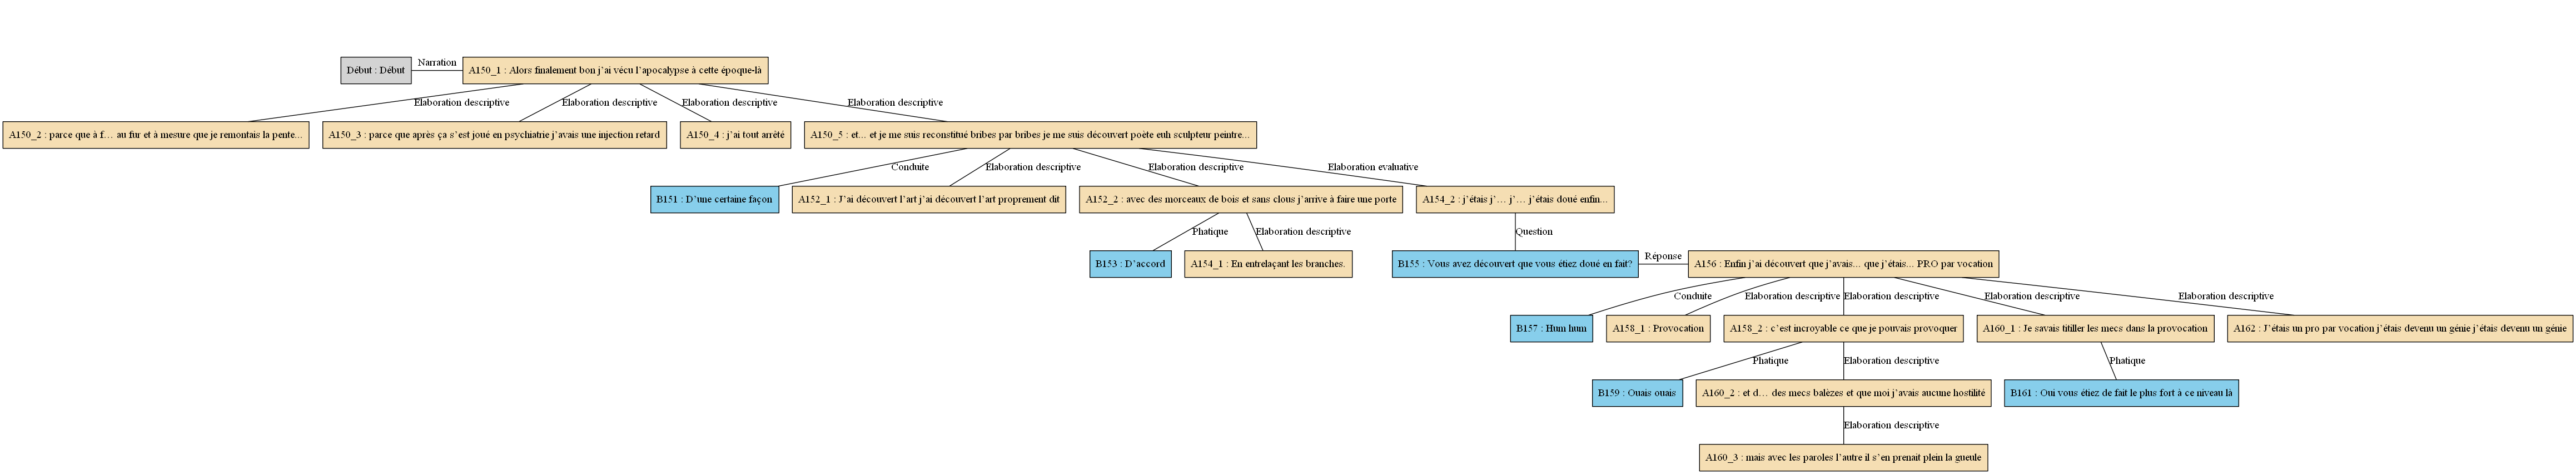 Narration
Début : Début
A150_1 : Alors finalement bon j'ai vécu l'apocalypse à cette époque-là
Elaboration descriptive
Elaboration descriptive
Elaboration descriptive
Elaboration descriptive
A150_2 : parce que à f… au fur et à mesure que je remontais la pente...
A150_3 : parce que après ça s'est joué en psychiatrie j'avais une injection retard
A150_4 : j'ai tout arrêté
A150_5 : et... et je me suis reconstitué bribes par bribes je me suis découvert poète euh sculpteur peintre...
Conduite
Elaboration descriptive
Elaboration descriptive
Elaboration evaluative
B151 : D'une certaine façon
A152_1 : J'ai découvert l'art j'ai découvert l'art proprement dit
A152_2 : avec des morceaux de bois et sans clous j'arrive à faire une porte
A154_2 : j'étais j'… j'… j'étais doué enfin...
Phatique
Elaboration descriptive
Question
B153 : D'accord
A154_1 : En entrelaçant les branches.
B155 : Vous avez découvert que vous étiez doué en fait?
Réponse
A156 : Enfin j'ai découvert que j'avais... que j'étais... PRO par vocation
Conduite
Elaboration descriptive
Elaboration descriptive
Elaboration descriptive
Elaboration descriptive
B157 : Hum hum
A158_1 : Provocation
A158_2 : c'est incroyable ce que je pouvais provoquer
A160_1 : Je savais titiller les mecs dans la provocation
A162 : J'étais un pro par vocation j'étais devenu un génie j'étais devenu un génie
Phatique
Elaboration descriptive
Phatique
B159 : Ouais ouais
A160_2 : et d… des mecs balèzes et que moi j'avais aucune hostilité
B161 : Oui vous étiez de fait le plus fort à ce niveau là
Elaboration descriptive
A160_3 : mais avec les paroles l'autre il s'en prenait plein la gueule